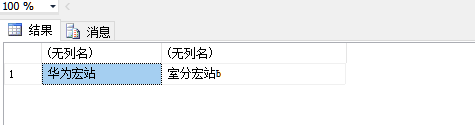 100 %
结果 消息
(无列名) (无列名)
1 华为宏站 室分宏站b